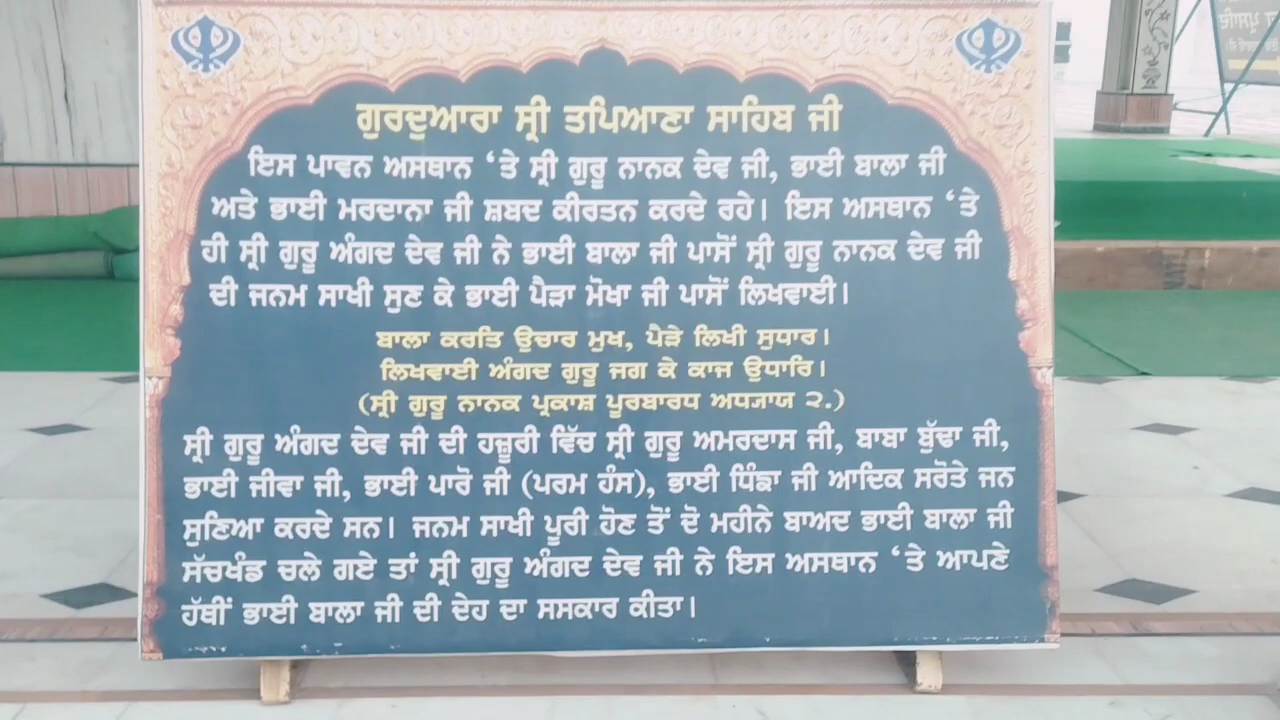 ਗੁਰਦੁਆਰਾ ਸ੍ਰੀ ਤਪਿਆਣਾ ਸਾਹਿਬ ਜੀ
ਇਸ ਪਾਵਨ ਅਸਥਾਨ ‘ਤੇ ਸ੍ਰੀ ਗੁਰੂ ਨਾਨਕ ਦੇਵ ਜੀ, ਭਾਈ ਬਾਲਾ ਜੀ
ਅਤੇ ਭਾਈ ਮਰਦਾਨਾ ਜੀ ਸ਼ਬਦ ਕੀਰਤਨ ਕਰਦੇ ਰਹੇ। ਇਸ ਅਸਥਾਨ ‘ਤੇ
ਹੀ ਸ੍ਰੀ ਗੁਰੂ ਅੰਗਦ ਦੇਵ ਜੀ ਨੇ ਭਾਈ ਬਾਲਾ ਜੀ ਪਾਸੋਂ ਸ੍ਰੀ ਗੁਰੂ ਨਾਨਕ ਦੇਵ ਜੀ
ਦੀ ਜਨਮ ਸਾਖੀ ਸੁਣ ਕੇ ਭਾਈ ਪੈੜਾ ਮੋਖਾ ਜੀ ਪਾਸੋਂ ਲਿਖਵਾਈ।
ਬਾਲਾ ਕਰਤਿ ਉਚਾਰ ਮੁਖ, ਪੈੜੇ ਲਿਖੀ ਸੁਧਾਰ।
ਲਿਖਵਾਈ ਅੰਗਦ ਗੁਰੂ ਜਗ ਕੇ ਕਾਜ ਉਧਾਰਿ।
(ਸ੍ਰੀ ਗੁਰੂ ਨਾਨਕ ਪ੍ਰਕਾਸ਼ ਪੂਰਬਾਰਧ ਅਧ੍ਯਾਯ ੨.)
ਸ੍ਰੀ ਗੁਰੂ ਅੰਗਦ ਦੇਵ ਜੀ ਦੀ ਹਜ਼ੂਰੀ ਵਿੱਚ ਸ੍ਰੀ ਗੁਰੂ ਅਮਰਦਾਸ ਜੀ, ਬਾਬਾ ਬੁੱਢਾ ਜੀ,
ਭਾਈ ਜੀਵਾ ਜੀ, ਭਾਈ ਪਾਰੋ ਜੀ (ਪਰਮ ਹੰਸ), ਭਾਈ ਧਿੰਙਾ ਜੀ ਆਦਿਕ ਸਰੋਤੇ ਜਨ
ਸੁਣਿਆ ਕਰਦੇ ਸਨ। ਜਨਮ ਸਾਖੀ ਪੂਰੀ ਹੋਣ ਤੋਂ ਦੋ ਮਹੀਨੇ ਬਾਅਦ ਭਾਈ ਬਾਲਾ ਜੀ
ਸੱਚਖੰਡ ਚਲੇ ਗਏ ਤਾਂ ਸ੍ਰੀ ਗੁਰੂ ਅੰਗਦ ਦੇਵ ਜੀ ਨੇ ਇਸ ਅਸਥਾਨ ‘ਤੇ ਆਪਣੇ
ਹੱਥੀਂ ਭਾਈ ਬਾਲਾ ਜੀ ਦੀ ਦੇਹ ਦਾ ਸਸਕਾਰ ਕੀਤਾ।